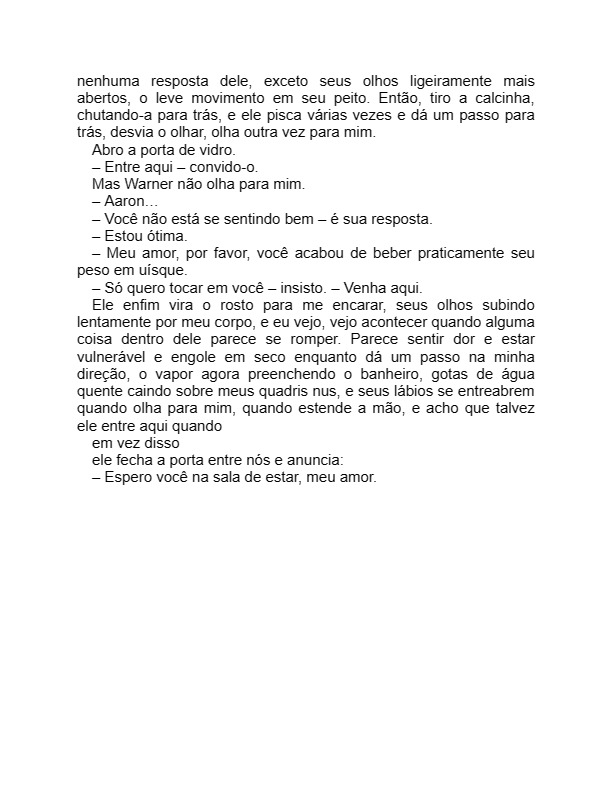 nenhuma resposta dele, exceto seus olhos ligeiramente mais
abertos, o leve movimento em seu peito. Então, tiro a calcinha,
chutando-a para trás, e ele pisca várias vezes e dá um passo para
trás, desvia o olhar, olha outra vez para mim.
Abro a porta de vidro.
– Entre aqui – convido-o.
Mas Warner não olha para mim.
– Aaron…
– Você não está se sentindo bem – é sua resposta.
– Estou ótima.
– Meu amor, por favor, você acabou de beber praticamente seu
peso em uísque.
– Só quero tocar em você – insisto. – Venha aqui.
Ele enfim vira o rosto para me encarar, seus olhos subindo
lentamente por meu corpo, e eu vejo, vejo acontecer quando alguma
coisa dentro dele parece se romper. Parece sentir dor e estar
vulnerável e engole em seco enquanto dá um passo na minha
direção, o vapor agora preenchendo o banheiro, gotas de água
quente caindo sobre meus quadris nus, e seus lábios se entreabrem
quando olha para mim, quando estende a mão, e acho que talvez
ele entre aqui quando
em vez disso
ele fecha a porta entre nós e anuncia:
– Espero você na sala de estar, meu amor.